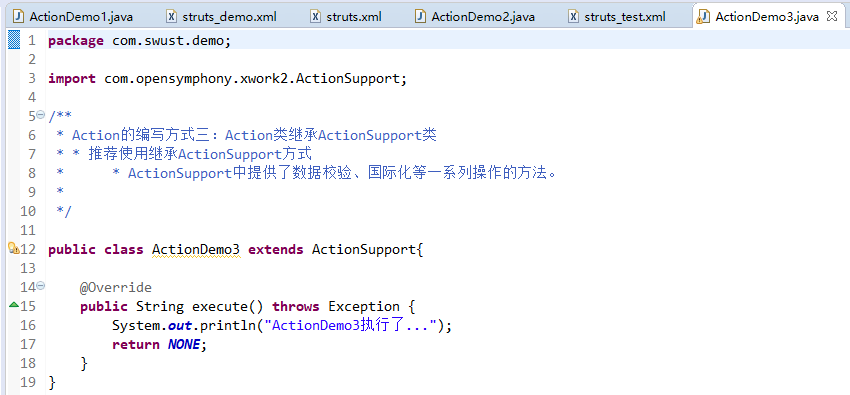 ActionDemo1.java struts_demo.xml struts.xml ActionDemo2.java struts_test.xml ActionDemo3.java
1 package com.swust.demo;
2
3 import com.opensymphony.xwork2.ActionSupport;
4
5 /**
6 * Action的编写方式三：Action类继承ActionSupport类
7 * * 推荐使用继承ActionSupport方式
8 * * ActionSupport中提供了数据校验、国际化等一系列操作的方法。
9 *
10 */
11
12 public class ActionDemo3 extends ActionSupport{
13
14 @Override
15 public String execute() throws Exception {
16 System.out.println("ActionDemo3执行了...");
17 return NONE;
18 }
19 }